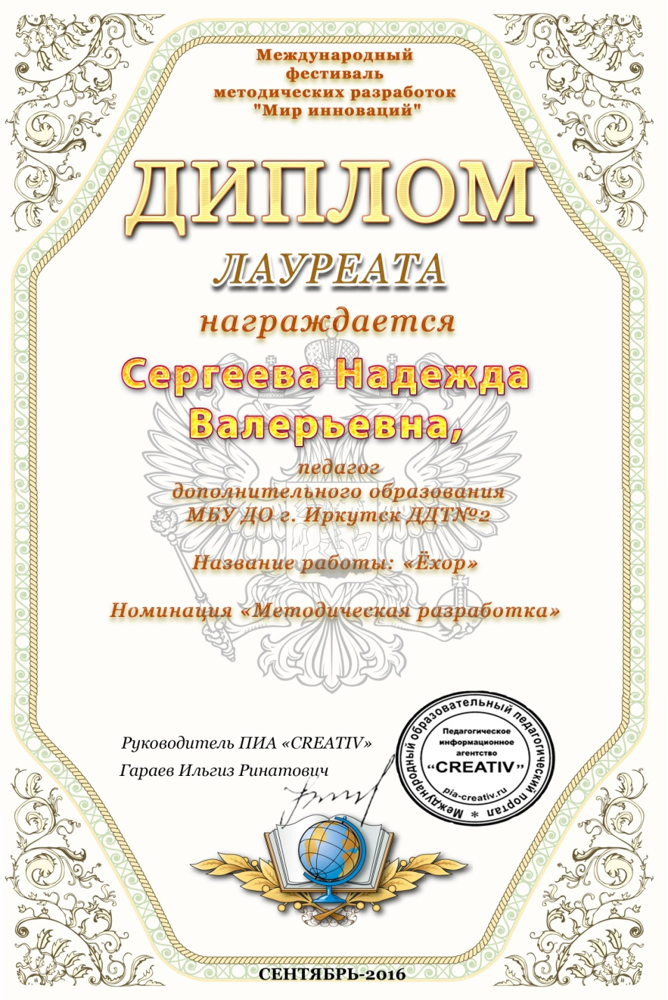 Международный
фестиваль
методических разработок
"Мир инноваций"
ДИПЛОМ
ЛАУРЕАТА
награждается
Сергеева Надежда
Валерьевна,
педагог
дополнительного образования
МБУ ДО г. Иркутск ДДТ№2
Название работы: «Ёхор»
Номинация «Методическая разработка»
Руководитель ПИА «CREATIV»
Гараев Ильгиз Ринатович
Международный образовательный педагогический портал *
Педагогическое
информационное
агентство
“CREATIV”
pia-creativ.ru
СЕНТЯБРЬ-2016